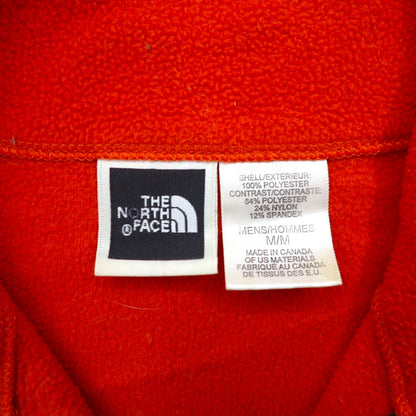 THE
NORTH
FACE®
SHELL/EXTERIEUR:
100% POLYESTER
CONTRAST/CONTRASTE:
64% POLYESTER
24% NYLON
12% SPANDEX
MENS/HOMMES
M/M
MADE IN CANADA
OF US MATERIALS
FABRIQUÉ AU CANADA
DE TISSUS DES E.U.